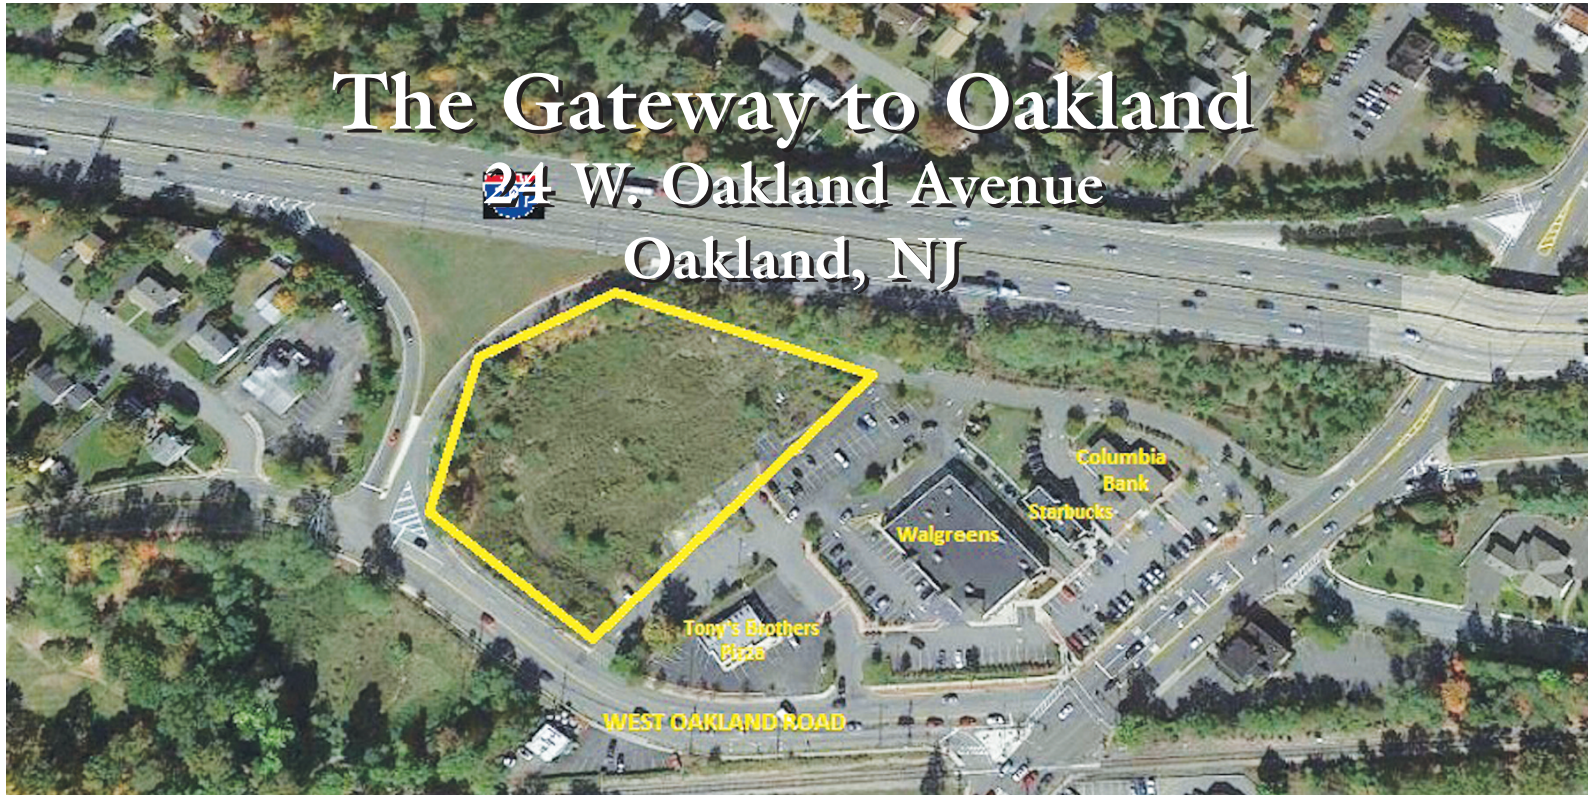 The Gateway to Oakland
24 W. Oakland Avenue
Oakland, NJ
Columbia
Bank
Starbucks
Walgreens
Tony's Brothers
Pizza
WEST OAKLAND ROAD